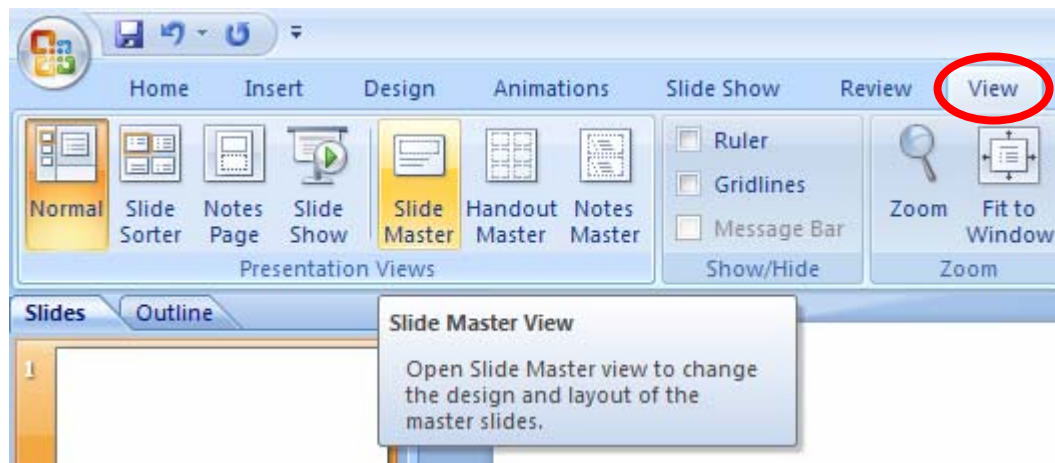 Home Insert Design Animations Slide Show Review View
Normal
Slide Sorter
Notes Page
Slide Show
Slide Master
Handout Master
Notes Master
Presentation Views
Ruler
Gridlines
Message Bar
Show/Hide
Zoom
Fit to Window
Zoom
Slides Outline
1
Slide Master View
Open Slide Master view to change
the design and layout of the
master slides.